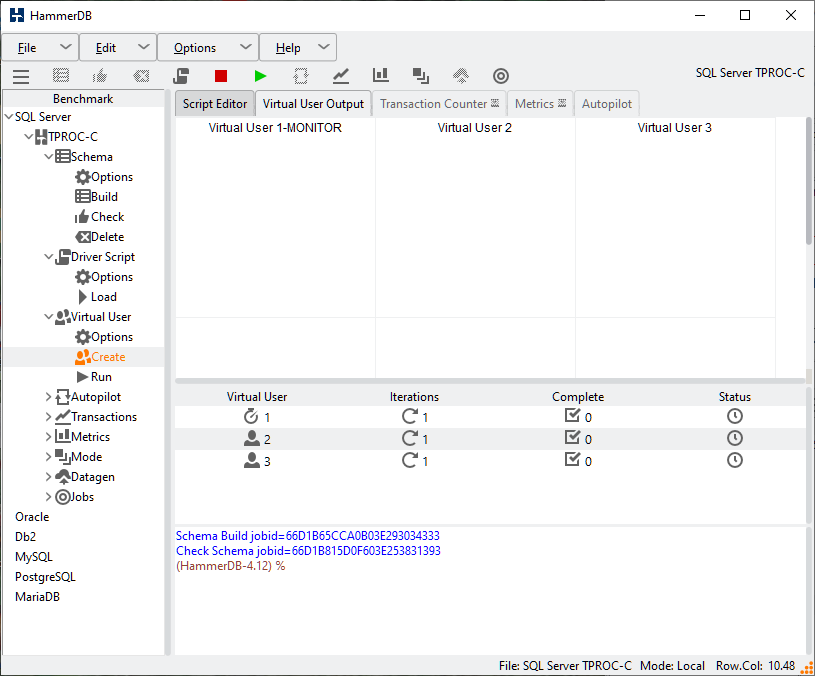 HammerDB
File Edit Options Help
SQL Server TPROC-C
Benchmark
SQL Server
TPROC-C
Schema
Options
Build
Check
Delete
Driver Script
Options
Load
Virtual User
Options
Create
Run
Autopilot
Transactions
Metrics
Mode
Datagen
Jobs
Oracle
Db2
MySQL
PostgreSQL
MariaDB
Script Editor Virtual User Output Transaction Counter Metrics Autopilot
Virtual User 1-MONITOR Virtual User 2 Virtual User 3
Virtual User Iterations Complete Status
1 1 0
2 1 0
3 1 0
Schema Build jobid=66D1B65CCA0B03E293034333
Check Schema jobid=66D1B815D0F603E253831393
(HammerDB-4.12) %
File: SQL Server TPROC-C Mode: Local Row.Col: 10.48